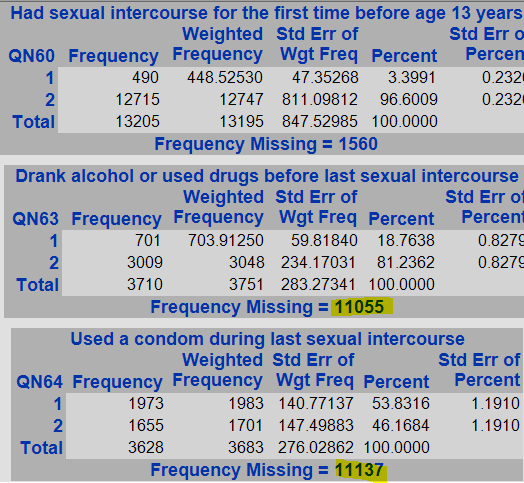 Had sexual intercourse for the first time before age 13 years
Weighted Std Err of Std Err o
QN60 Frequency Frequency Wgt Freq Percent Percen
1 490 448.52530 47.35268 3.3991 0.232
2 12715 12747 811.09812 96.6009 0.232
Total 13205 13195 847.52985 100.0000
Frequency Missing = 1560
Drank alcohol or used drugs before last sexual intercourse
Weighted Std Err of Std Err of
QN63 Frequency Frequency Wgt Freq Percent Percent
1 701 703.91250 59.81840 18.7638 0.8279
2 3009 3048 234.17031 81.2362 0.8279
Total 3710 3751 283.27341 100.0000
Frequency Missing = 11055
Used a condom during last sexual intercourse
Weighted Std Err of Std Err of
QN64 Frequency Frequency Wgt Freq Percent Percent
1 1973 1983 140.77137 53.8316 1.1910
2 1655 1701 147.49883 46.1684 1.1910
Total 3628 3683 276.02862 100.0000
Frequency Missing = 11137